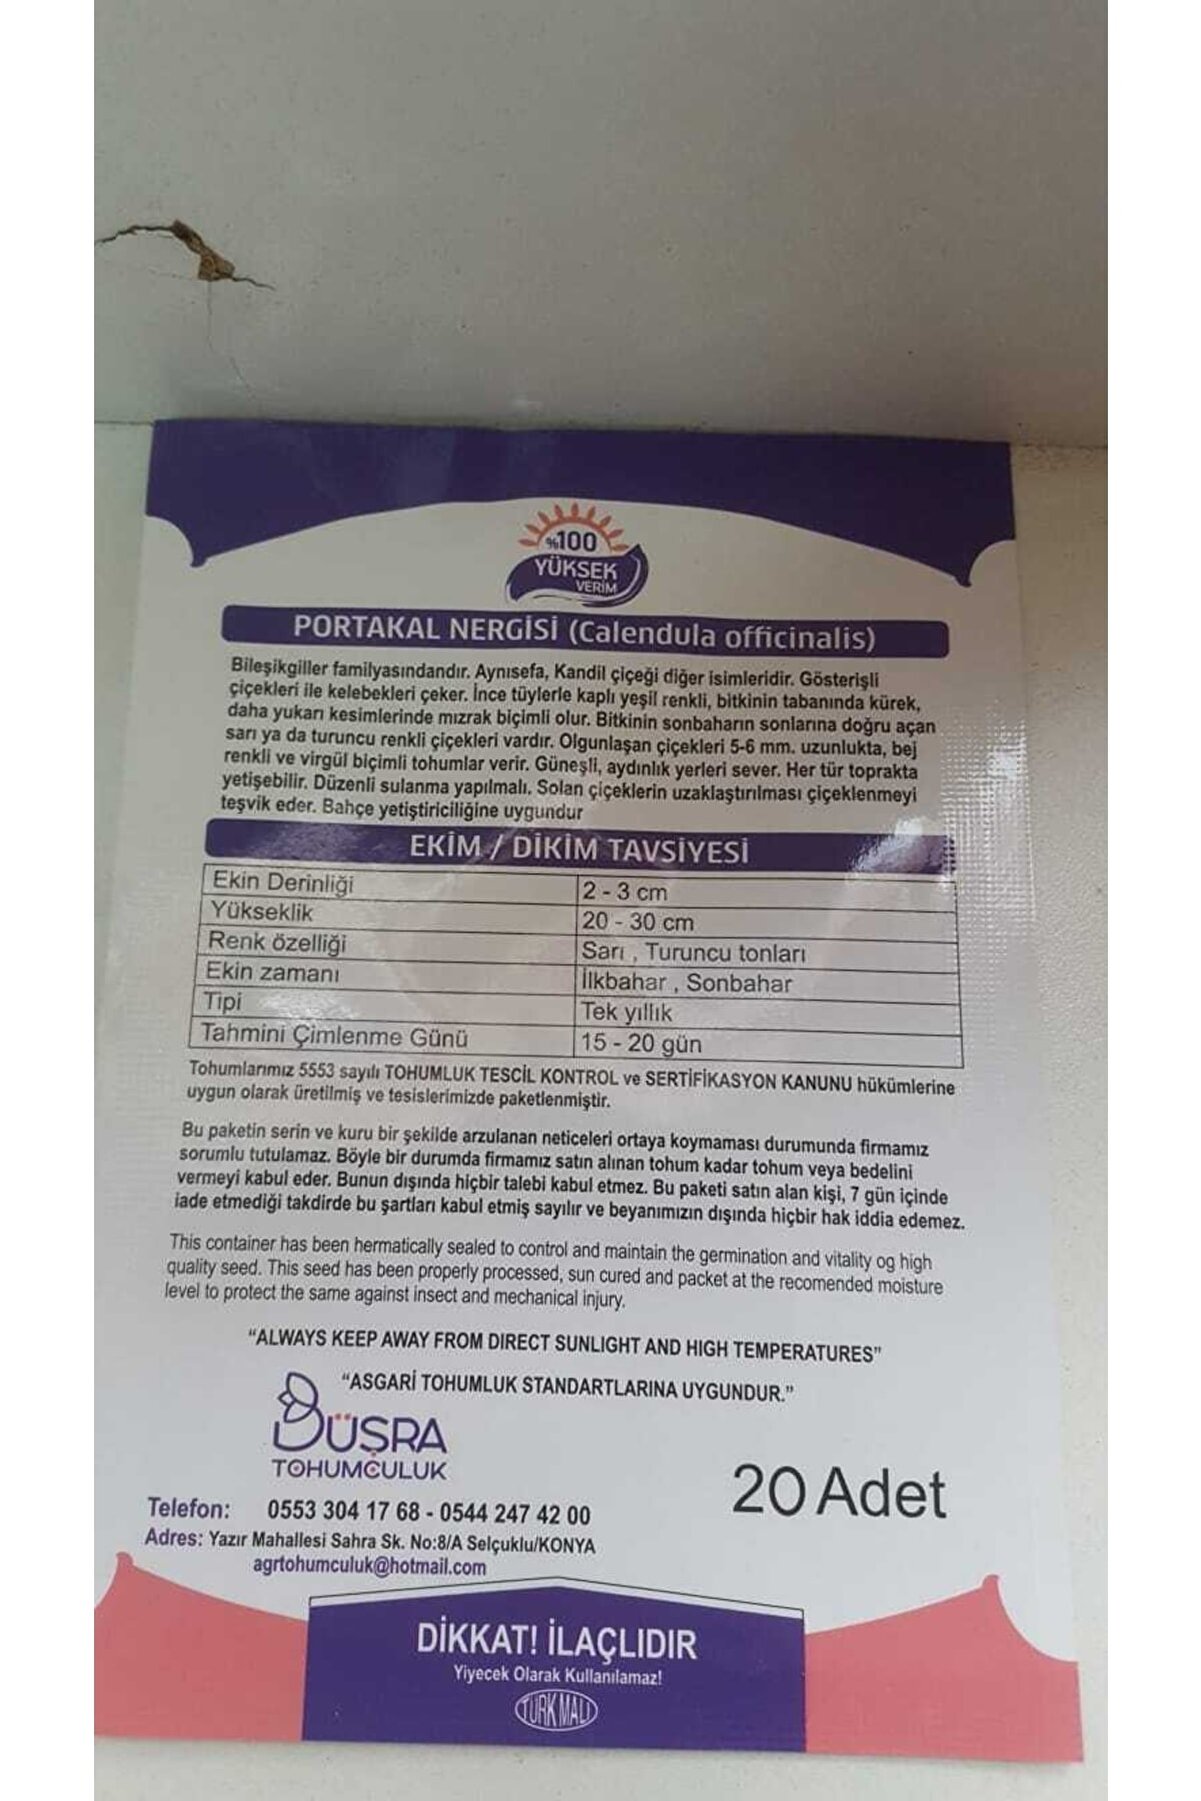 %100
YÜKSEK
VERİM
PORTAKAL NERGİSİ (Calendula officinalis)
Bileşikgiller familyasındandır. Aynısefa, Kandil çiçeği diğer isimleridir. Gösterişli
çiçekleri ile kelebekleri çeker. İnce tüylerle kaplı yeşil renkli, bitkinin tabanında kürek,
daha yukarı kesimlerinde mızrak biçimli olur. Bitkinin sonbaharın sonlarına doğru açan
sarı ya da turuncu renkli çiçekleri vardır. Olgunlaşan çiçekleri 5-6 mm. uzunlukta, bej
renkli ve virgül biçimli tohumlar verir. Güneşli, aydınlık yerleri sever. Her tür toprakta
yetişebilir. Düzenli sulanma yapılmalı. Solan çiçeklerin uzaklaştırılması çiçeklenmeyi
teşvik eder. Bahçe yetiştiriciliğine uygundur
EKİM / DİKİM TAVSİYESİ
Ekin Derinliği 2 - 3 cm
Yükseklik 20 - 30 cm
Renk özelliği Sarı , Turuncu tonları
Ekin zamanı İlkbahar , Sonbahar
Tipi Tek yıllık
Tahmini Çimlenme Günü 15 - 20 gün
Tohumlarımız 5553 sayılı TOHUMLUK TESCİL KONTROL ve SERTİFİKASYON KANUNU hükümlerine
uygun olarak üretilmiş ve tesislerimizde paketlenmiştir.
Bu paketin serin ve kuru bir şekilde arzulanan neticeleri ortaya koymaması durumunda firmamız
sorumlu tutulamaz. Böyle bir durumda firmamız satın alınan tohum kadar tohum veya bedelini
vermeyi kabul eder. Bunun dışında hiçbir talebi kabul etmez. Bu paketi satın alan kişi, 7 gün içinde
iade etmediği takdirde bu şartları kabul etmiş sayılır ve beyanımızın dışında hiçbir hak iddia edemez.
This container has been hermatically sealed to control and maintain the germination and vitality og high
quality seed. This seed has been properly processed, sun cured and packet at the recomended moisture
level to protect the same against insect and mechanical injury.
"ALWAYS KEEP AWAY FROM DIRECT SUNLIGHT AND HIGH TEMPERATURES"
"ASGARİ TOHUMLUK STANDARTLARINA UYGUNDUR."
BÜŞRA
TOHUMCULUK
20 Adet
Telefon: 0553 304 17 68 - 0544 247 42 00
Adres: Yazır Mahallesi Sahra Sk. No:8/A Selçuklu/KONYA
agrtohumculuk@hotmail.com
DİKKAT! İLAÇLIDIR
Yiyecek Olarak Kullanılamaz!
TÜRK MALI